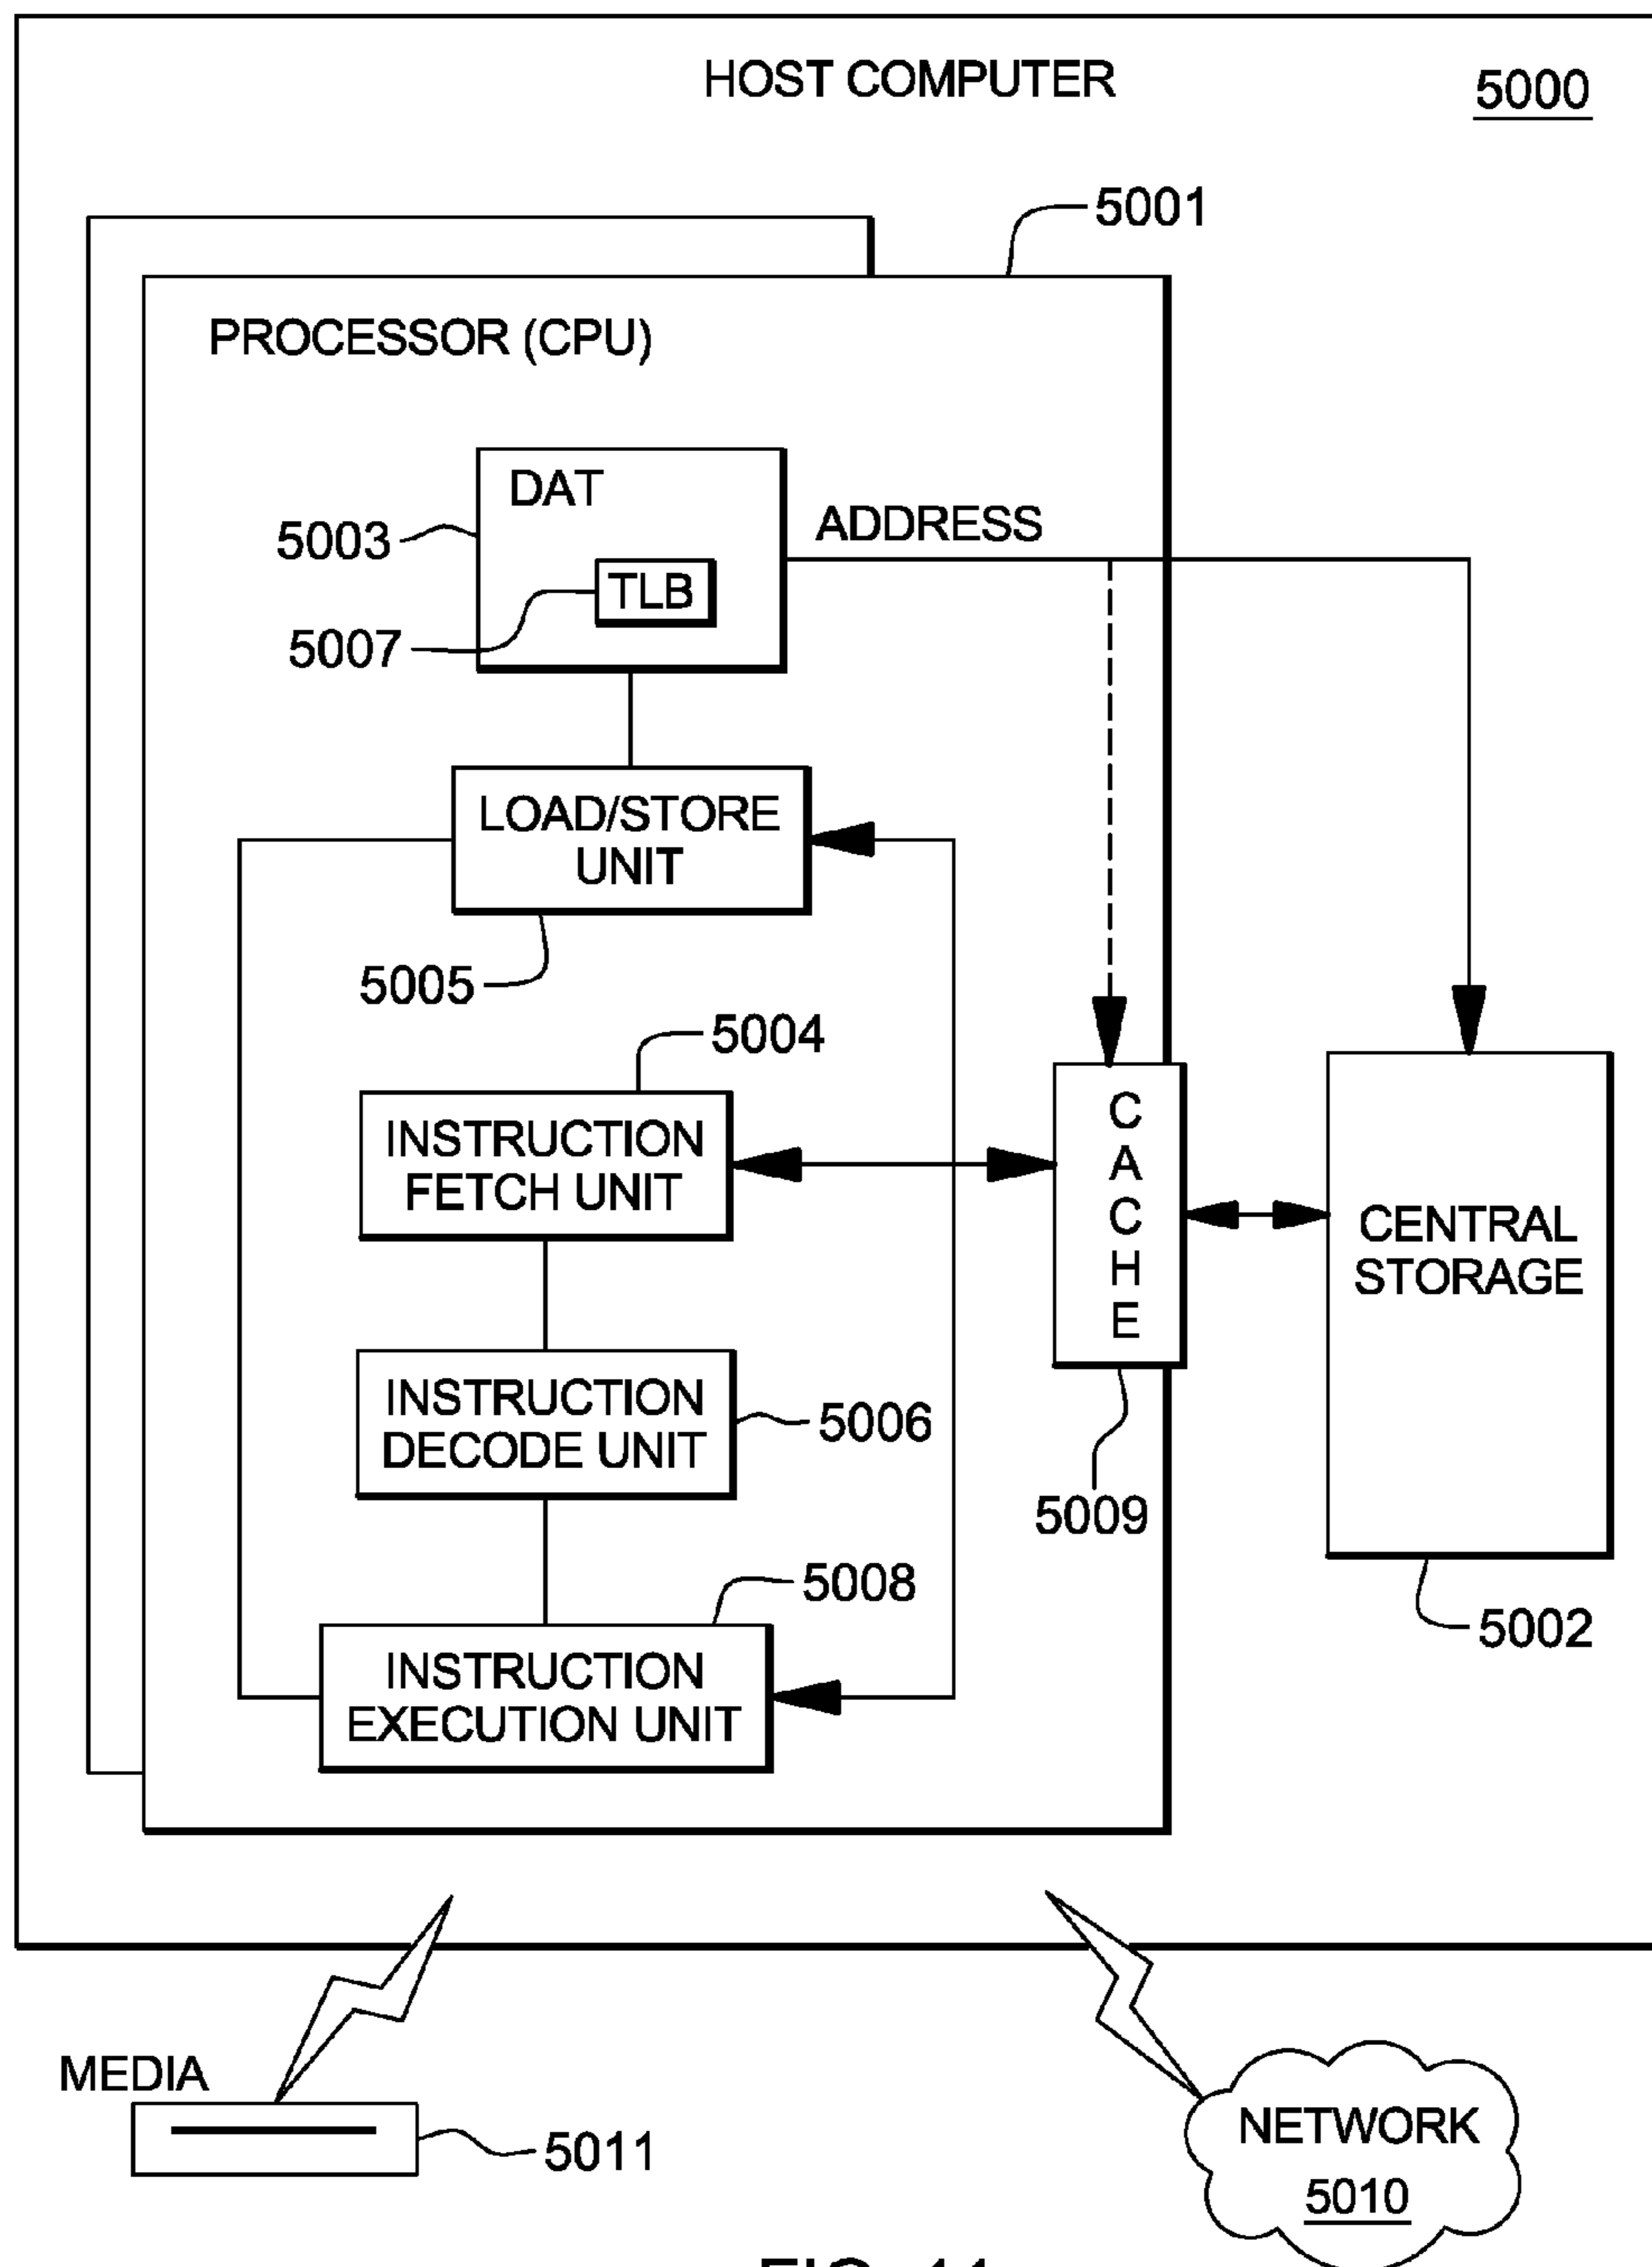 HOST COMPUTER
5000
5001
PROCESSOR (CPU)
DAT
5003
ADDRESS
TLB
5007
LOAD/STORE
UNIT
5005
5004
INSTRUCTION
FETCH UNIT
CACHE
CENTRAL
STORAGE
INSTRUCTION
DECODE UNIT
5006
5009
5008
5002
INSTRUCTION
EXECUTION UNIT
MEDIA
5011
NETWORK
5010